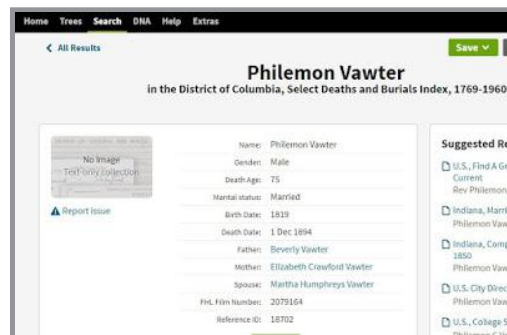 Home Trees Search DNA Help Extras
All Results
Save
Philemon Vawter
in the District of Columbia, Select Deaths and Burials Index, 1769-1960
No Image
Text-only collection
Report issue
Name: Philemon Vawter
Gender: Male
Death Age: 75
Marital status: Married
Birth Date: 1819
Death Date: 1 Dec 1894
Father: Beverly Vawter
Mother: Elizabeth Crawford Vawter
Spouse: Martha Humphreys Vawter
FHL Film Number: 2079164
Reference ID: 18702
Suggested Re
U.S., Find A Gr
Current
Rev Philemon
Indiana, Marri
Philemon Vaw
Indiana, Comp
1850
Philemon Vaw
U.S. City Direc
Philemon Vaw
U.S., College S